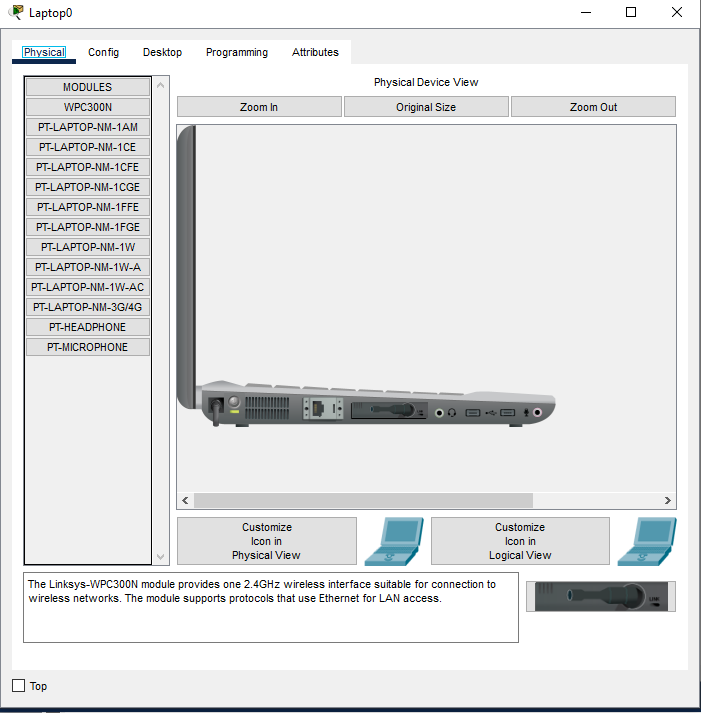 Laptop0
Physical
Config
Desktop
Programming
Attributes
MODULES
WPC300N
PT-LAPTOP-NM-1AM
PT-LAPTOP-NM-1CE
PT-LAPTOP-NM-1CFE
PT-LAPTOP-NM-1CGE
PT-LAPTOP-NM-1FFE
PT-LAPTOP-NM-1FGE
PT-LAPTOP-NM-1W
PT-LAPTOP-NM-1W-A
PT-LAPTOP-NM-1W-AC
PT-LAPTOP-NM-3G/4G
PT-HEADPHONE
PT-MICROPHONE
Physical Device View
Zoom In
Original Size
Zoom Out
Customize
Icon in
Physical View
Customize
Icon in
Logical View
The Linksys-WPC300N module provides one 2.4GHz wireless interface suitable for connection to
wireless networks. The module supports protocols that use Ethernet for LAN access.
LINK
Top